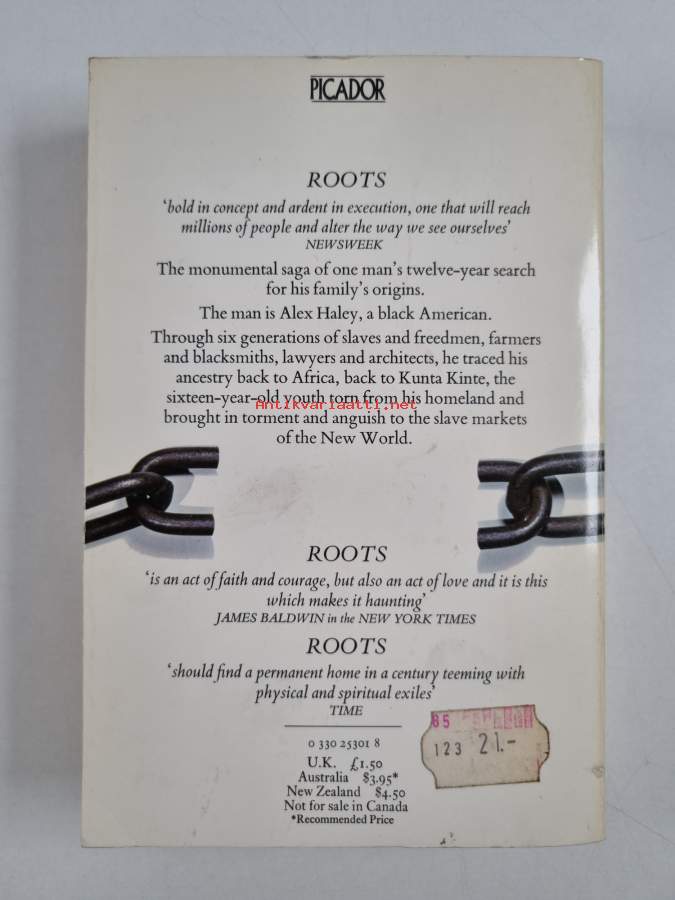 PICADOR
ROOTS
‘bold in concept and ardent in execution, one that will reach
millions of people and alter the way we see ourselves’
NEWSWEEK
The monumental saga of one man’s twelve-year search
for his family’s origins.
The man is Alex Haley, a black American.
Through six generations of slaves and freedmen, farmers
and blacksmiths, lawyers and architects, he traced his
ancestry back to Africa, back to Kunta Kinte, the
sixteen-year-old youth torn from his homeland and
Antikvariaatti.net
brought in torment and anguish to the slave markets
of the New World.
ROOTS
‘is an act of faith and courage, but also an act of love and it is this
which makes it haunting’
JAMES BALDWIN in the NEW YORK TIMES
ROOTS
‘should find a permanent home in a century teeming with
physical and spiritual exiles’
TIME
85
123 21.-
0 330 25301 8
U.K. £1.50
Australia $3.95*
New Zealand $4.50
Not for sale in Canada
*Recommended Price